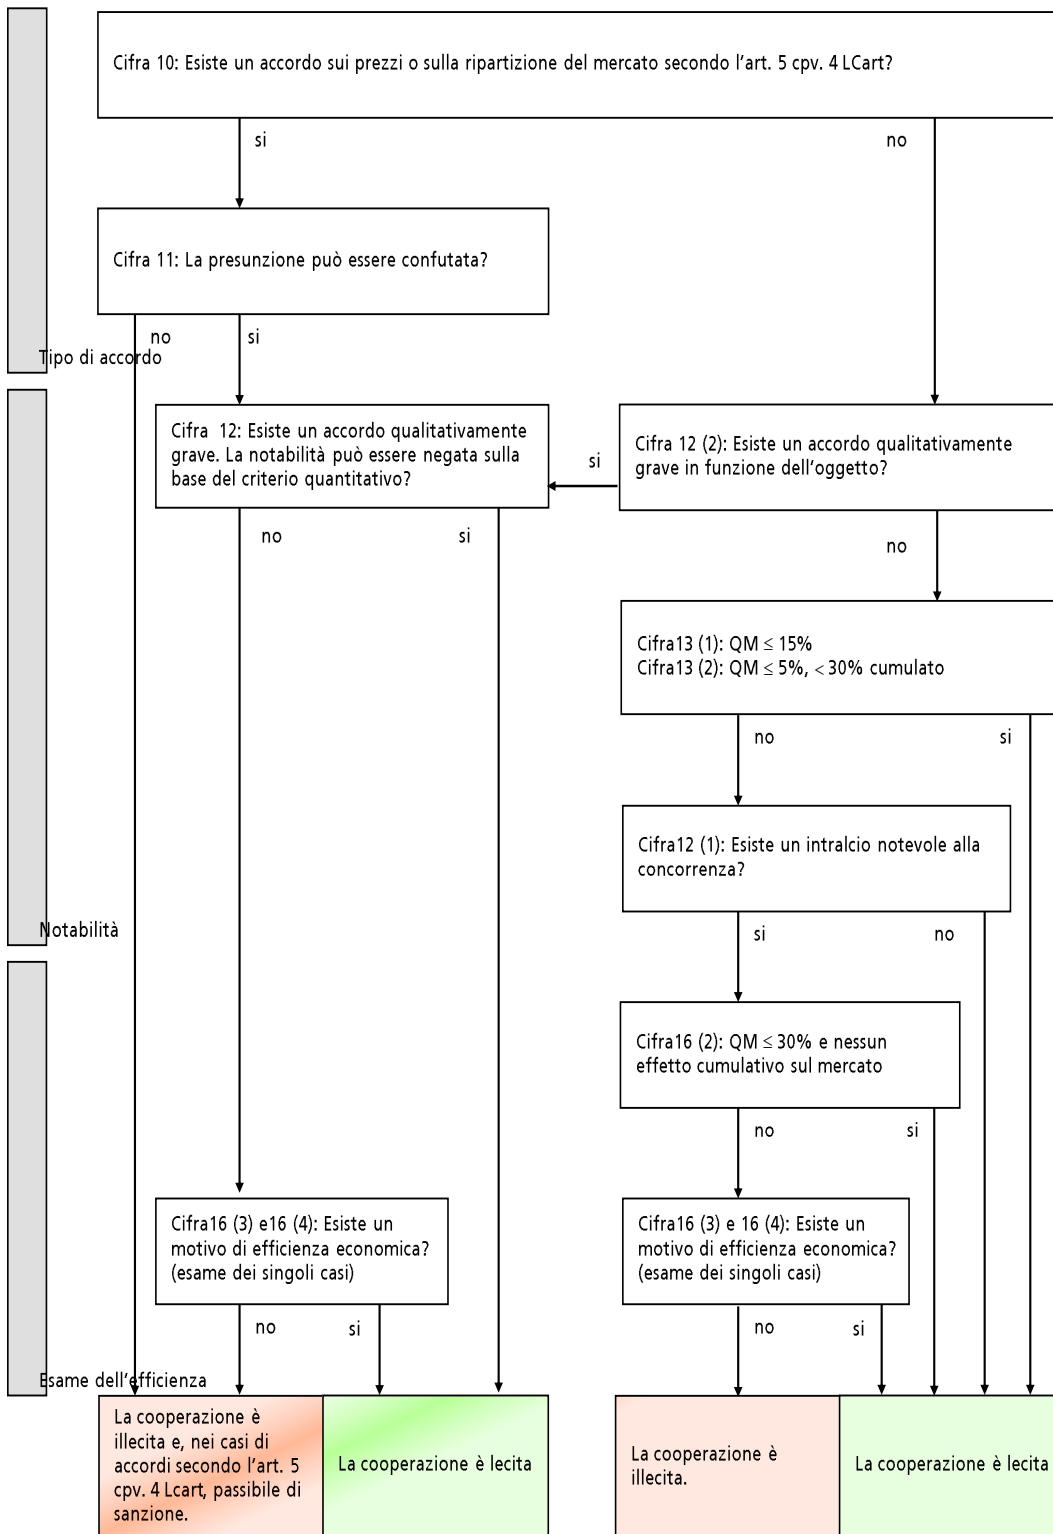 Cifra 10: Esiste un accordo sui prezzi o sulla ripartizione del mercato secondo l'art. 5 cpv. 4 LCart?
si
no
Cifra 11: La presunzione può essere confutata?
no
si
Tipo di accordo
Cifra 12: Esiste un accordo qualitativamente
grave. La notabilità può essere negata sulla
base del criterio quantitativo?
si
Cifra 12 (2): Esiste un accordo qualitativamente
grave in funzione dell'oggetto?
no
si
no
Cifra13 (1): QM ≤ 15%
Cifra13 (2): QM ≤ 5%, < 30% cumulato
no
si
Cifra12 (1): Esiste un intralcio notevole alla
concorrenza?
Notabilità
si
no
Cifra16 (2): QM ≤ 30% e nessun
effetto cumulativo sul mercato
no
si
Cifra16 (3) e16 (4): Esiste un
motivo di efficienza economica?
(esame dei singoli casi)
Cifra16 (3) e 16 (4): Esiste un
motivo di efficienza economica?
(esame dei singoli casi)
no
si
no
si
Esame dell'efficienza
La cooperazione è
illecita e, nei casi di
accordi secondo l'art. 5
cpv. 4 Lcart, passibile di
sanzione.
La cooperazione è lecita
La cooperazione è
illecita.
La cooperazione è lecita